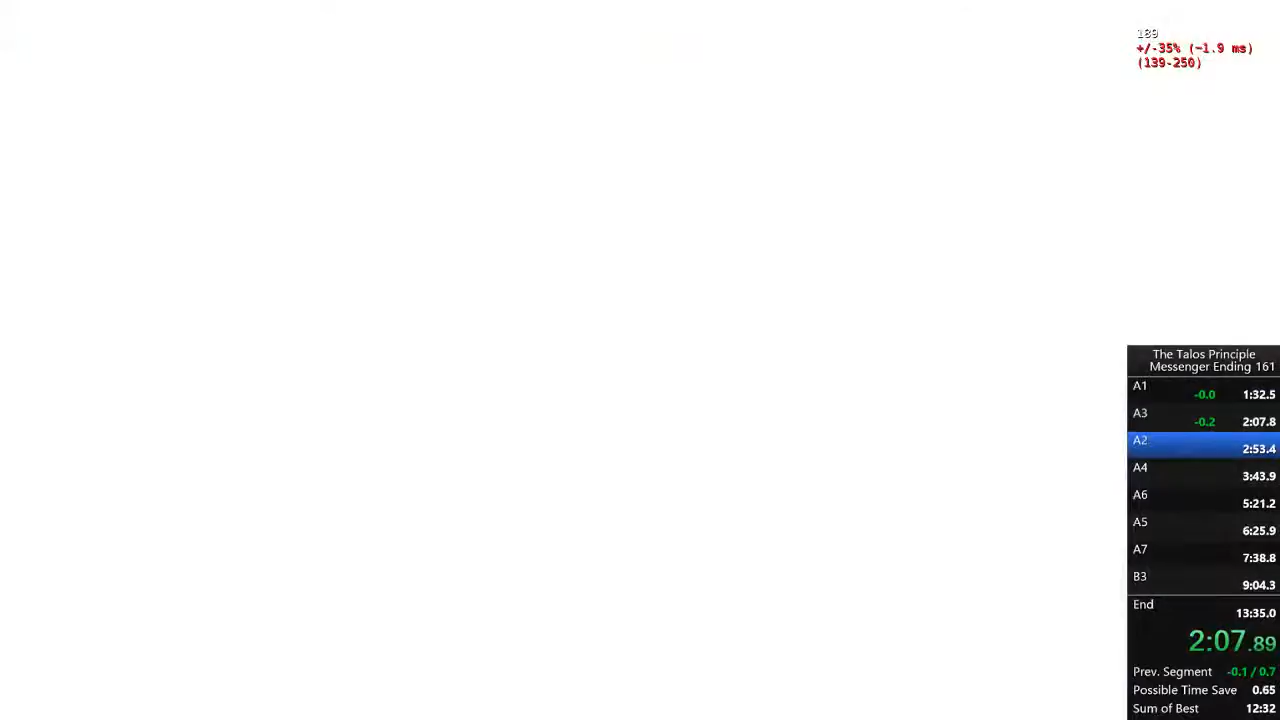 189
+/-35% (~1.9 ms)
(139-250)
The Talos Principle
Messenger Ending 161
A1 -0.0 1:32.5
A3 -0.2 2:07.8
A2 2:53.4
A4 3:43.9
A6 5:21.2
A5 6:25.9
A7 7:38.8
B3 9:04.3
End 13:35.0
2:07.89
Prev. Segment -0.1 / 0.7
Possible Time Save 0.65
Sum of Best 12:32